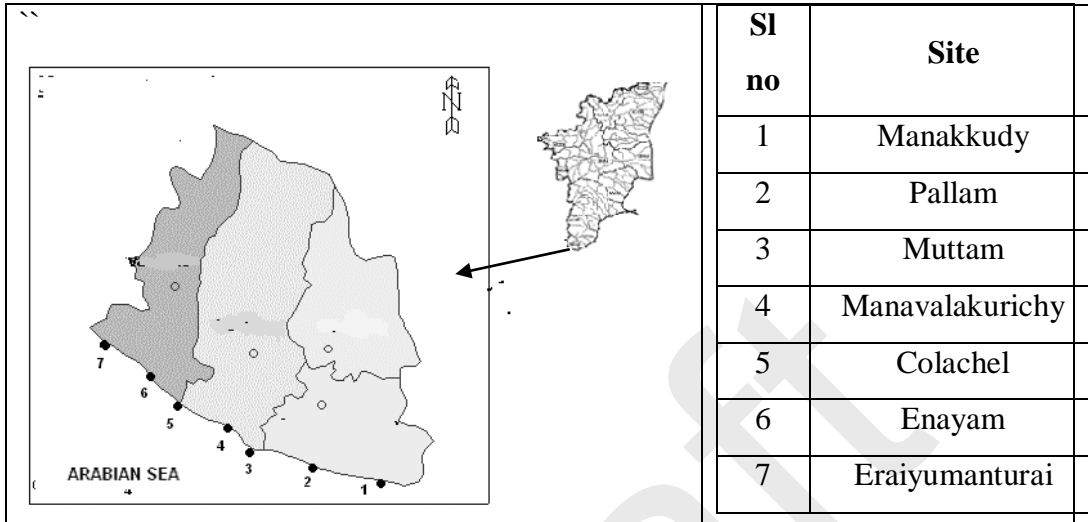 ``
N
7
6
5
4
3
2
1
ARABIAN SEA
Sl no Site
1 Manakkudy
2 Pallam
3 Muttam
4 Manavalakurichy
5 Colachel
6 Enayam
7 Eraiyumanturai